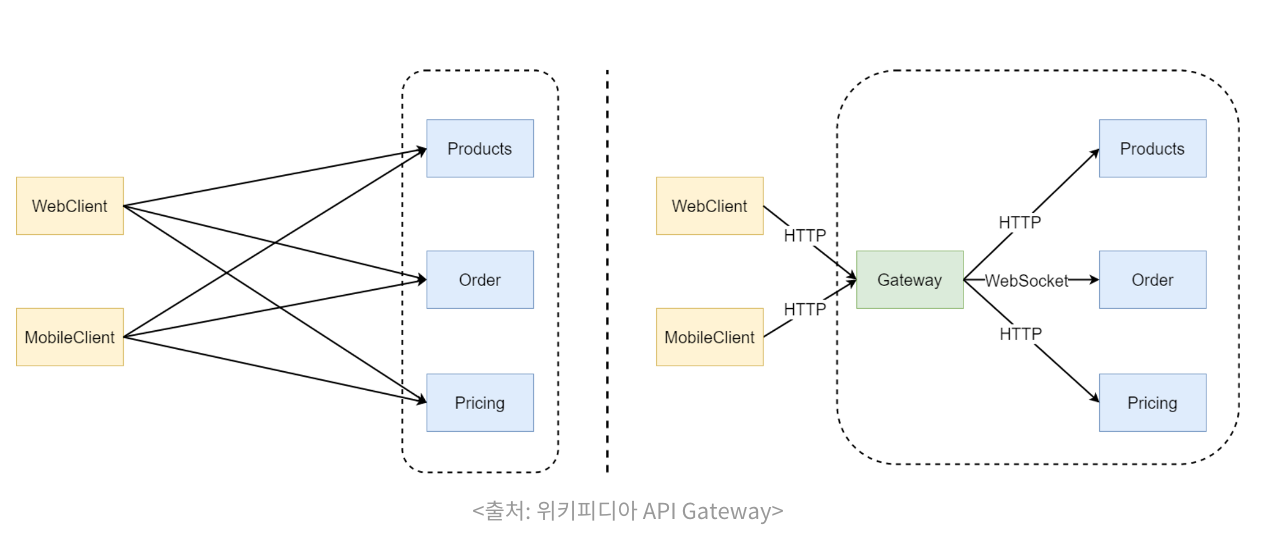 Products
WebClient
Order
MobileClient
Pricing
Products
WebClient
HTTP
HTTP
Gateway
WebSocket
Order
HTTP
MobileClient
HTTP
Pricing
<출처: 위키피디아 API Gateway>